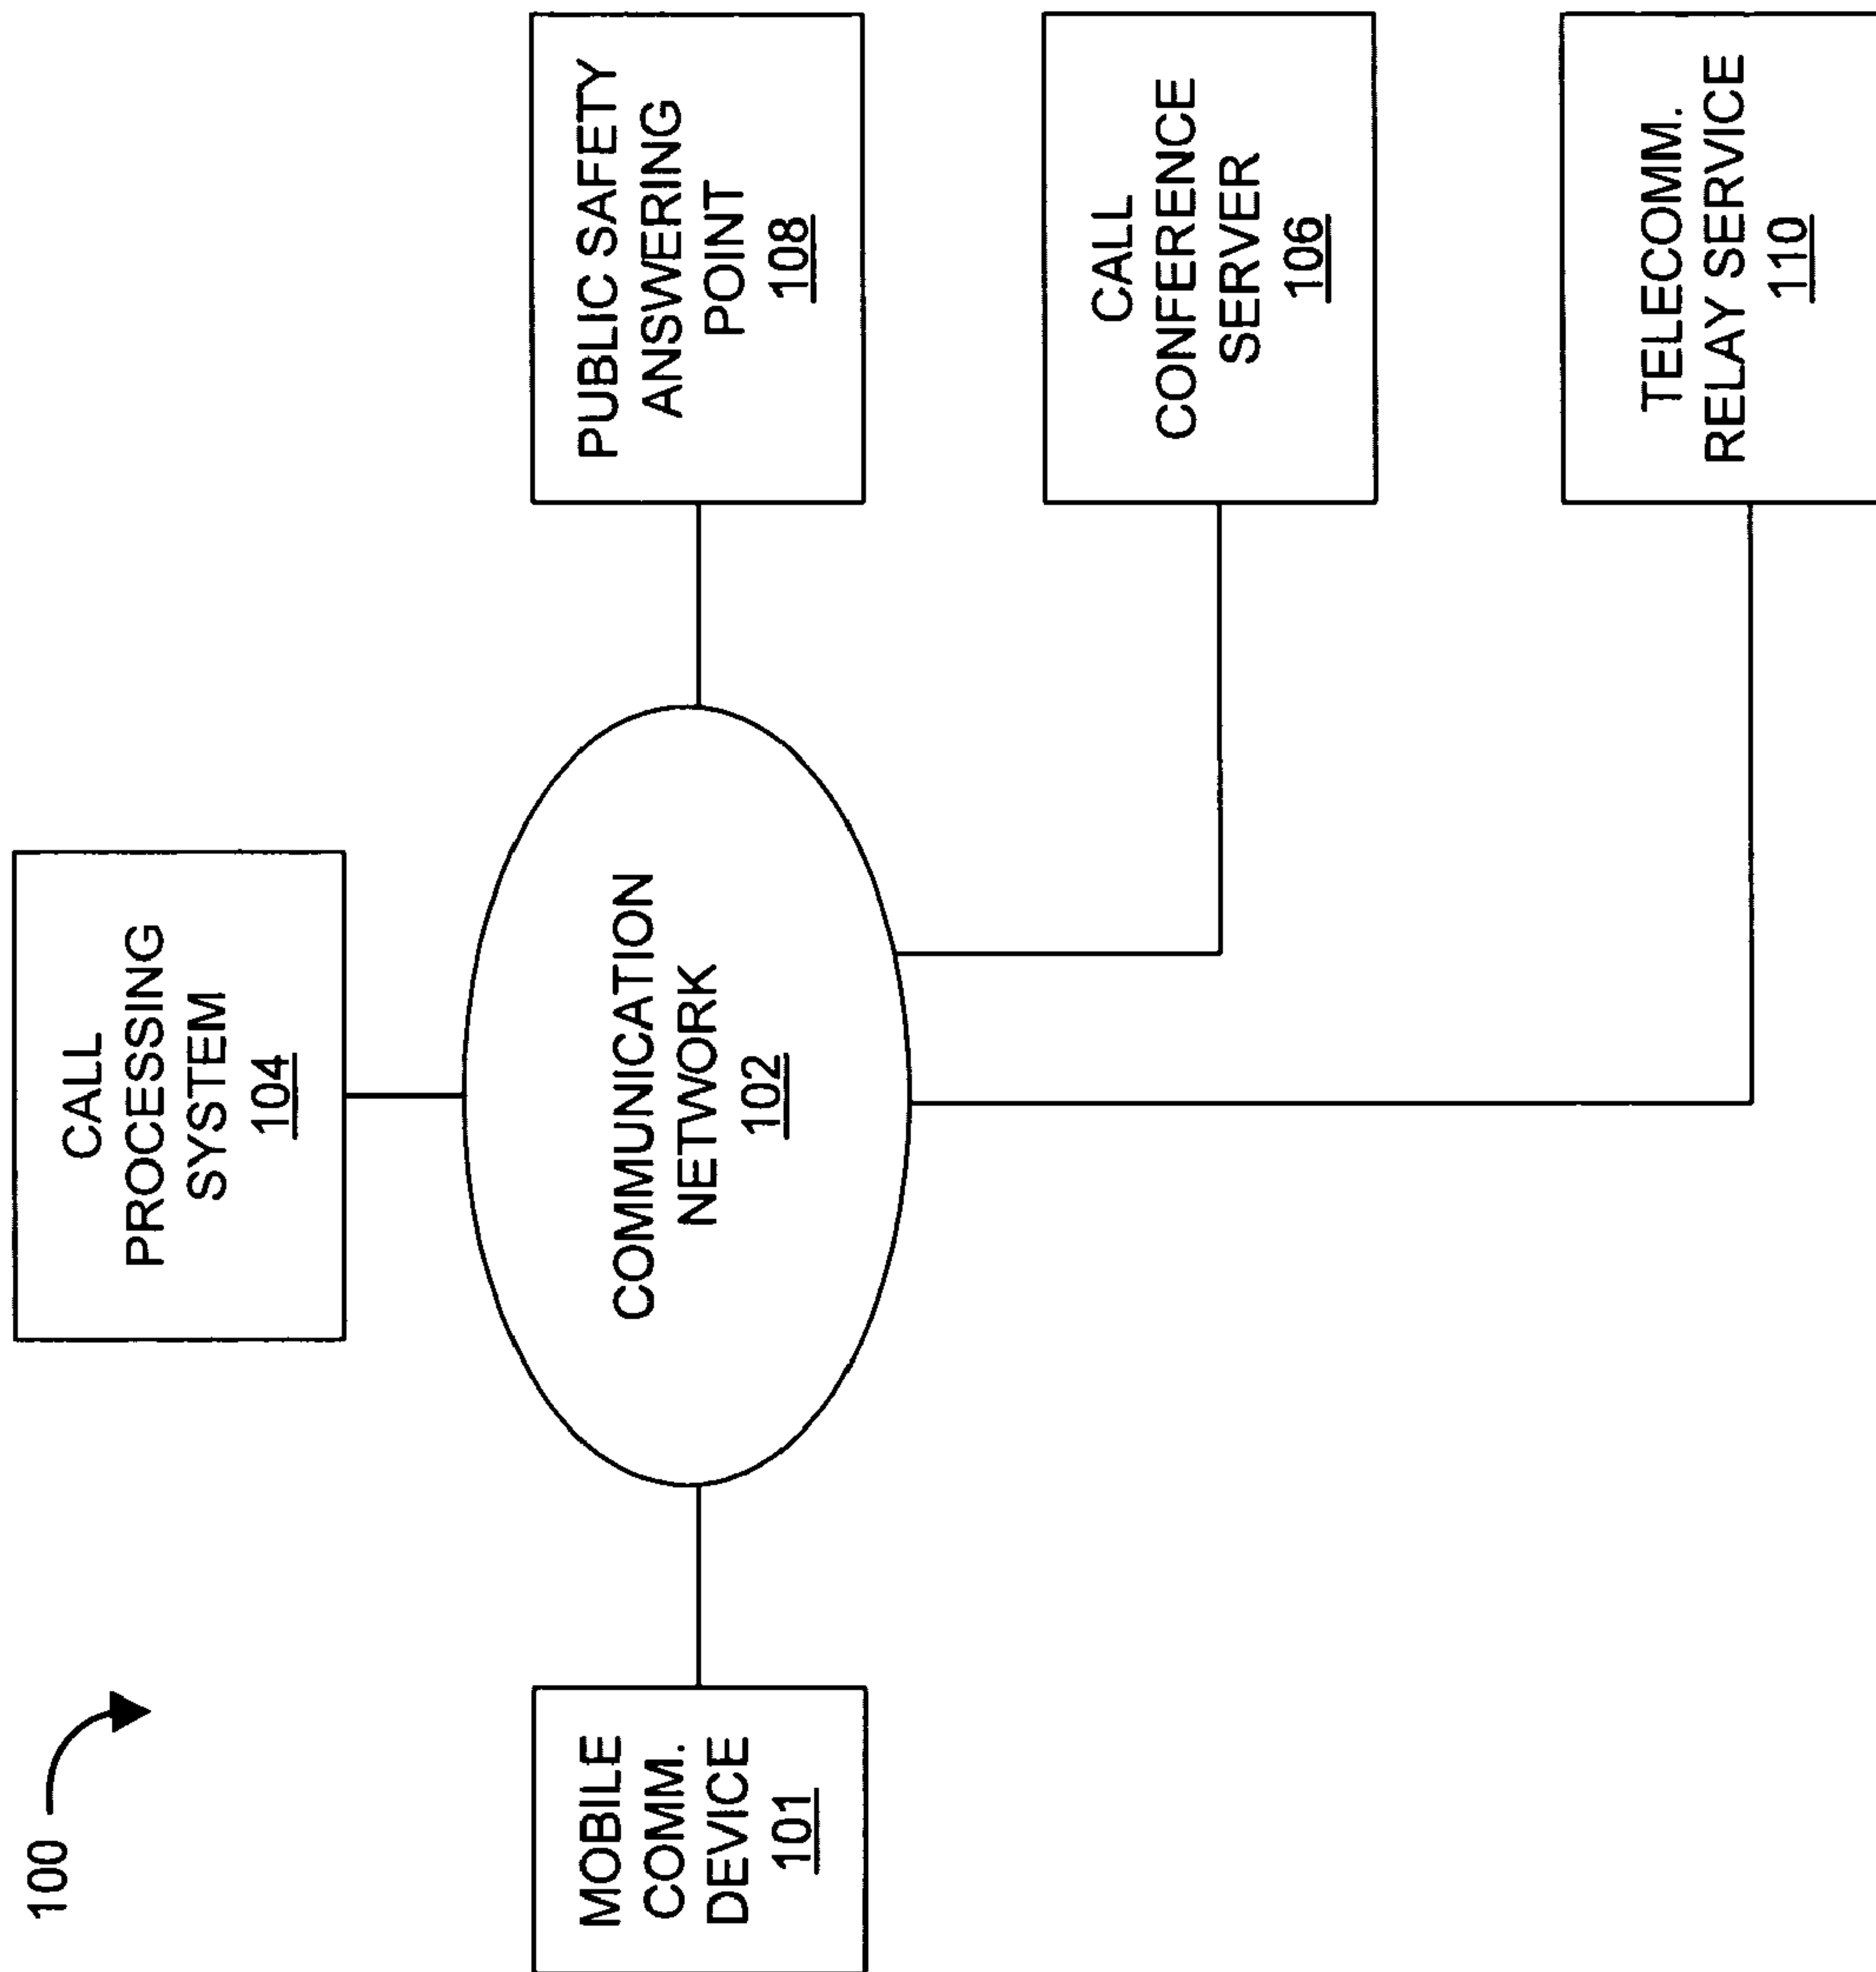 100
CALL
PROCESSING
SYSTEM
104
MOBILE
COMM.
DEVICE
101
COMMUNICATION
NETWORK
102
PUBLIC SAFETY
ANSWERING
POINT
108
CALL
CONFERENCE
SERVER
106
TELECOMM.
RELAY SERVICE
110